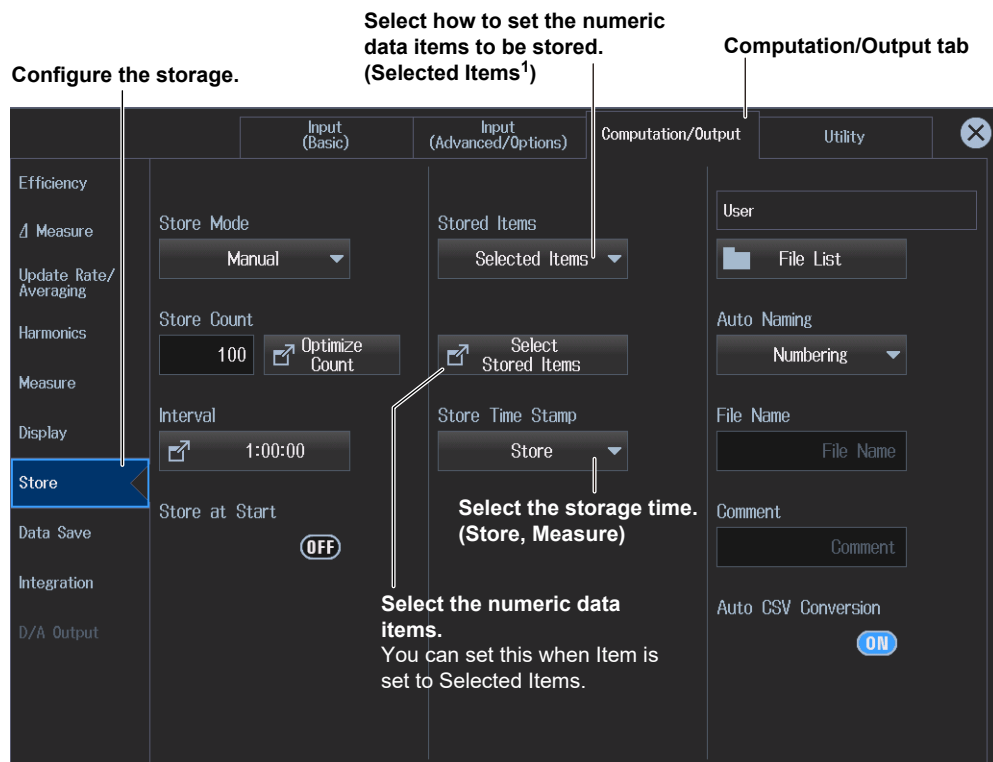 Select how to set the numeric
data items to be stored.
(Selected Items1)
Computation/Output tab
Configure the storage.
Input
(Basic)
Input
(Advanced/Options)
Computation/Output
Utility
Efficiency
Δ Measure
Update Rate/
Averaging
Harmonics
Measure
Display
Store
Data Save
Integration
D/A Output
Store Mode
Manual
Store Count
100
Optimize
Count
Interval
1:00:00
Store at Start
OFF
Stored Items
Selected Items
Select
Stored Items
Store Time Stamp
Store
Select the storage time.
(Store, Measure)
Select the numeric data
items.
You can set this when Item is
set to Selected Items.
User
File List
Auto Naming
Numbering
File Name
File Name
Comment
Comment
Auto CSV Conversion
ON